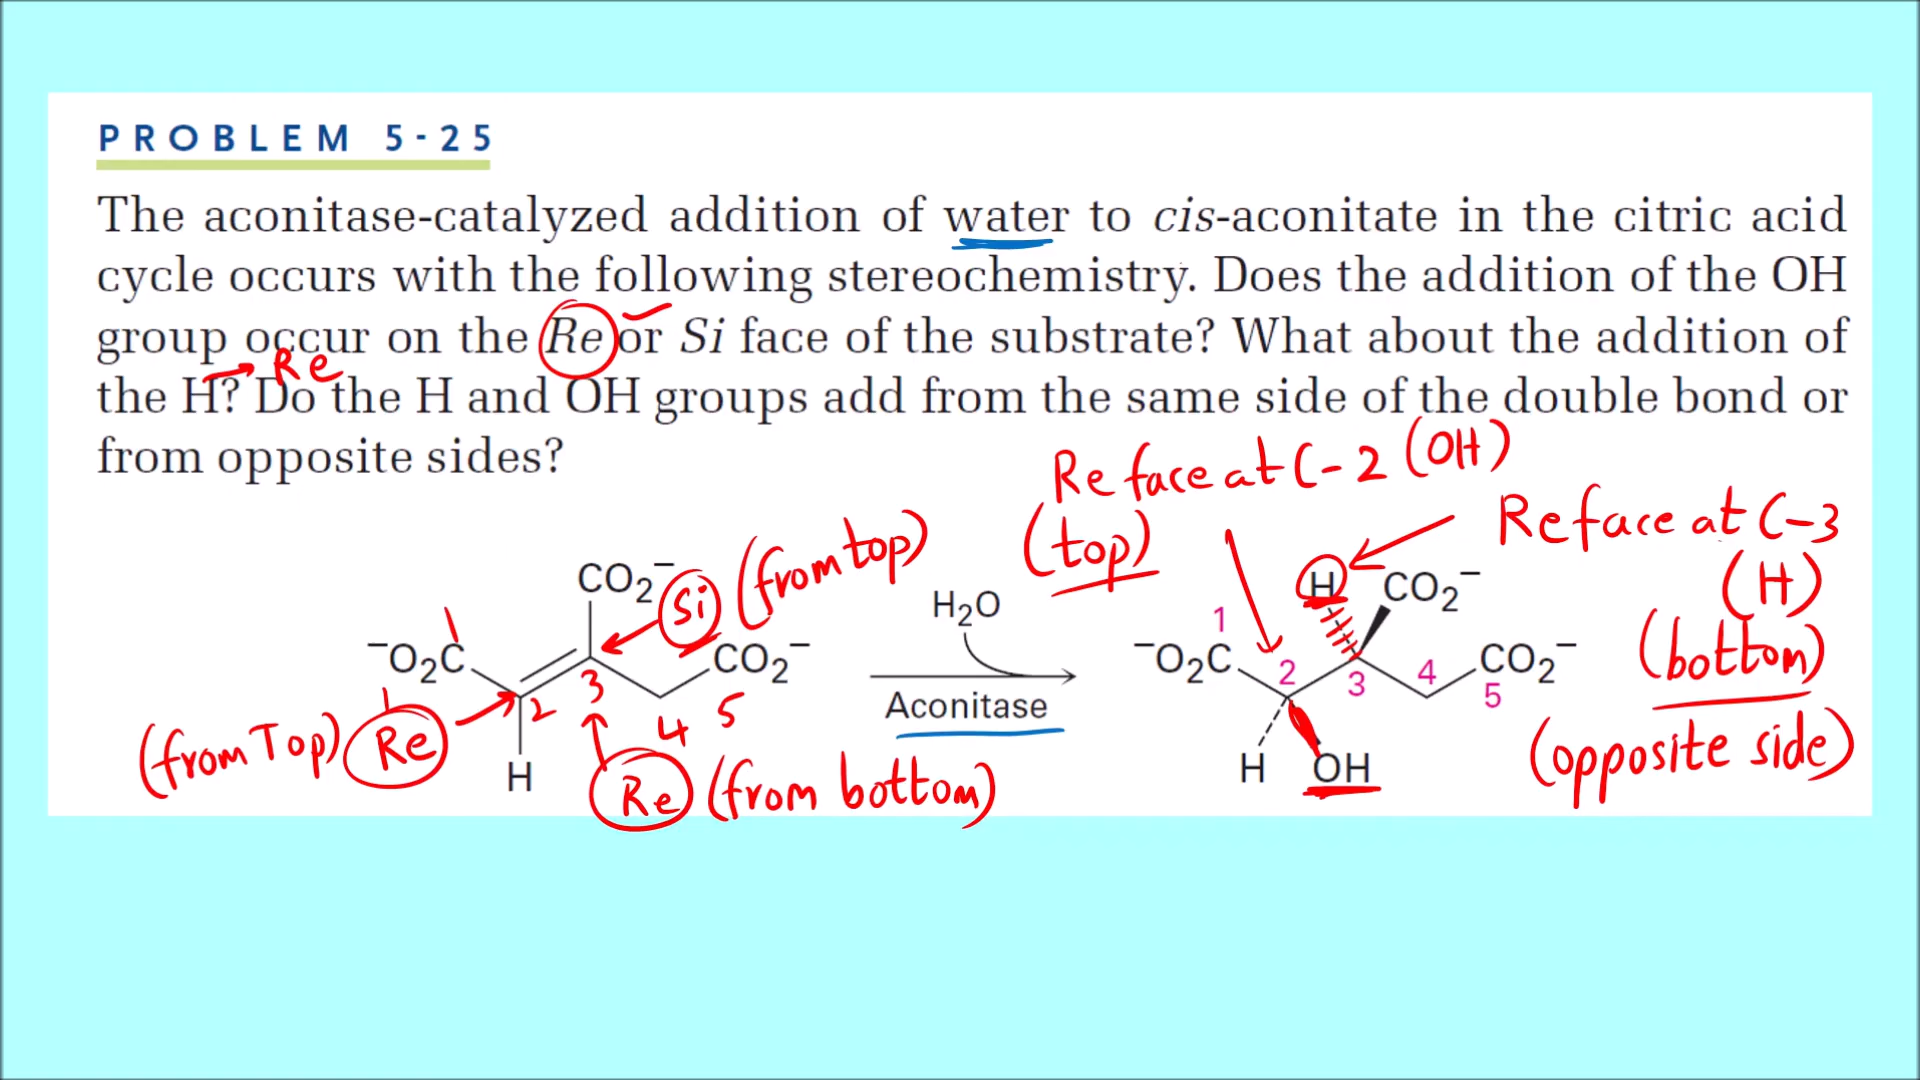 PROBLEM 5-25
The aconitase-catalyzed addition of water to cis-aconitate in the citric acid
cycle occurs with the following stereochemistry. Does the addition of the OH
group occur on the Re or Si face of the substrate? What about the addition of
→ Re
the H? Do the H and OH groups add from the same side of the double bond or
from opposite sides?
Re face at C-2 (OH)
(top)
Re face at C-3
(H)
(bottom)
(opposite side)
CO₂⁻
Si (from top)
1
⁻O₂C
CO₂⁻
2 3 4 5
(from Top) Re
H
Re (from bottom)
H₂O
Aconitase
H CO₂⁻
1
⁻O₂C
2 3 4 5
CO₂⁻
H OH